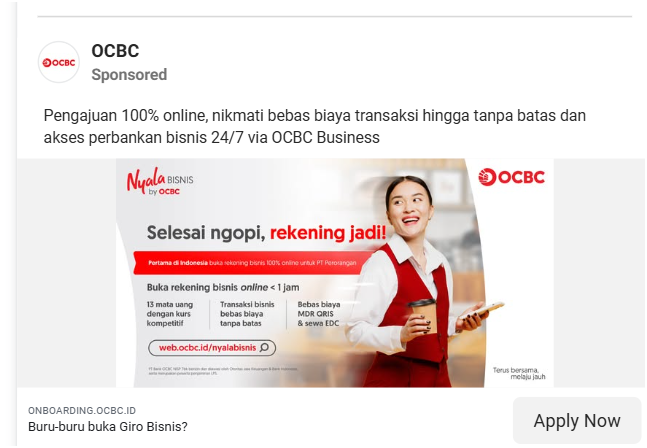 OCBC
OCBC
Sponsored
Pengajuan 100% online, nikmati bebas biaya transaksi hingga tanpa batas dan
akses perbankan bisnis 24/7 via OCBC Business
Nyala BISNIS
by OCBC
OCBC
Selesai ngopi, rekening jadi!
Pertama di Indonesia buka rekening bisnis 100% online untuk PT Perorangan
Buka rekening bisnis online < 1 jam
13 mata uang
dengan kurs
kompetitif
Transaksi bisnis
bebas biaya
tanpa batas
Bebas biaya
MDR QRIS
& sewa EDC
web.ocbc.id/nyalabisnis
Terus bersama,
melaju jauh
ONBOARDING.OCBC.ID
Buru-buru buka Giro Bisnis?
Apply Now